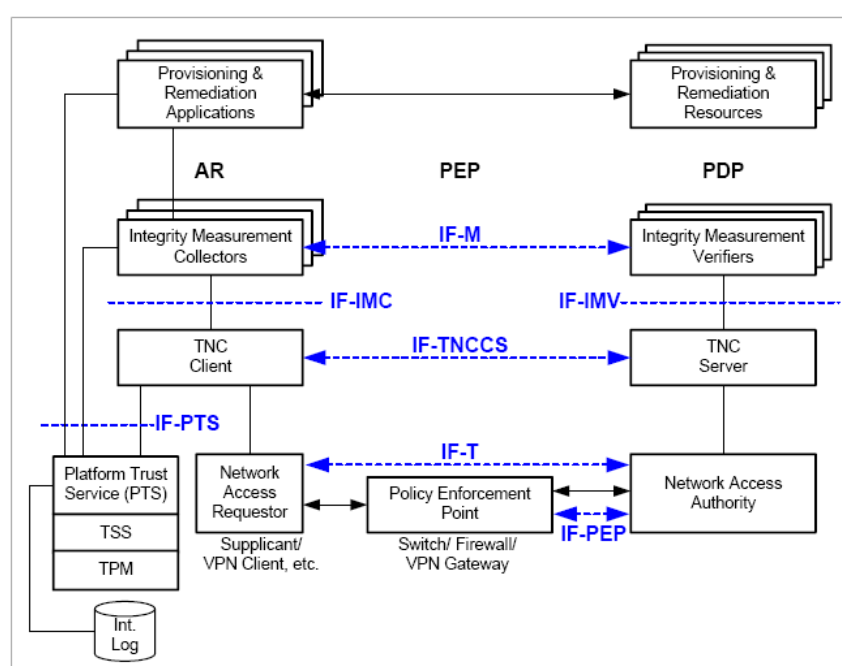 Provisioning &
Remediation
Applications
Provisioning &
Remediation
Resources
AR
PEP
PDP
Integrity Measurement
Collectors
IF-M
Integrity Measurement
Verifiers
IF-IMC
IF-IMV
TNC
Client
IF-TNCCS
TNC
Server
IF-PTS
IF-T
Platform Trust
Service (PTS)
TSS
TPM
Network
Access
Requestor
Supplicant/
VPN Client, etc.
Policy Enforcement
Point
Switch/ Firewall/
VPN Gateway
Network Access
Authority
IF-PEP
Int.
Log